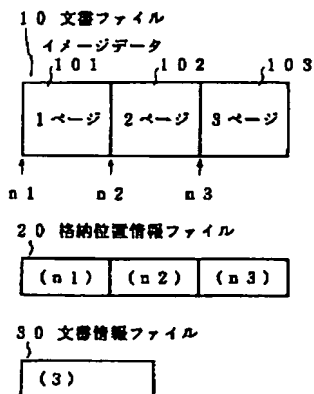 10 文書ファイル
イメージデータ
101 102 103
1ページ 2ページ 3ページ
n1 n2 n3
20 格納位置情報ファイル
(n1) (n2) (n3)
30 文書情報ファイル
(3)